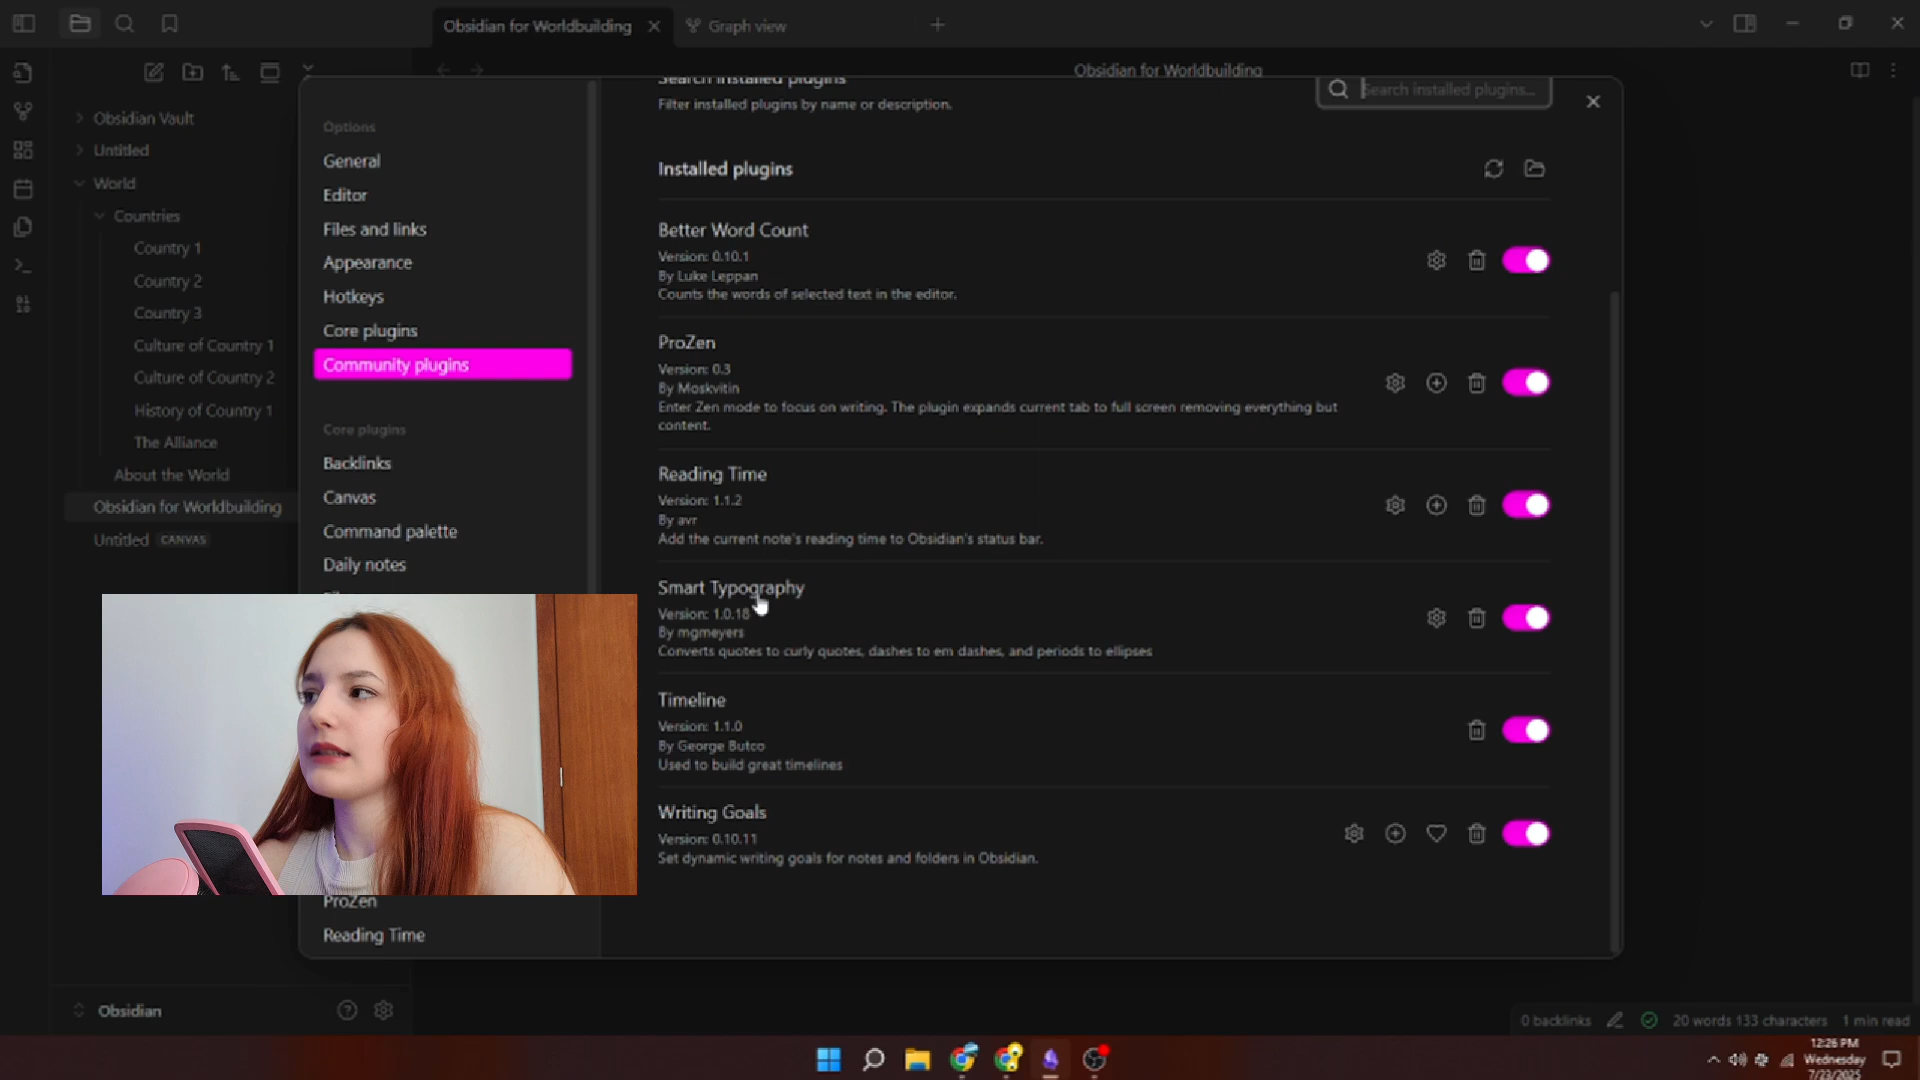 Obsidian for Worldbuilding
Graph view
Obsidian for Worldbuilding
Obsidian Vault
Untitled
World
Countries
Country 1
Country 2
Country 3
Culture of Country 1
Culture of Country 2
History of Country 1
The Alliance
About the World
Obsidian for Worldbuilding
Untitled CANVAS
Obsidian
Options
General
Editor
Files and links
Appearance
Hotkeys
Core plugins
Community plugins
Core plugins
Backlinks
Canvas
Command palette
Daily notes
ProZen
Reading Time
Search installed plugins
Filter installed plugins by name or description.
Search installed plugins...
Installed plugins
Better Word Count
Version: 0.10.1
By Luke Leppan
Counts the words of selected text in the editor.
ProZen
Version: 0.3
By Moskvitin
Enter Zen mode to focus on writing. The plugin expands current tab to full screen removing everything but
content.
Reading Time
Version: 1.1.2
By avr
Add the current note's reading time to Obsidian's status bar.
Smart Typography
Version: 1.0.18
By mgmeyers
Converts quotes to curly quotes, dashes to em dashes, and periods to ellipses
Timeline
Version: 1.1.0
By George Butco
Used to build great timelines
Writing Goals
Version: 0.10.11
Set dynamic writing goals for notes and folders in Obsidian.
0 backlinks
20 words 133 characters
1 min read
12:26 PM
Wednesday
7/23/2025